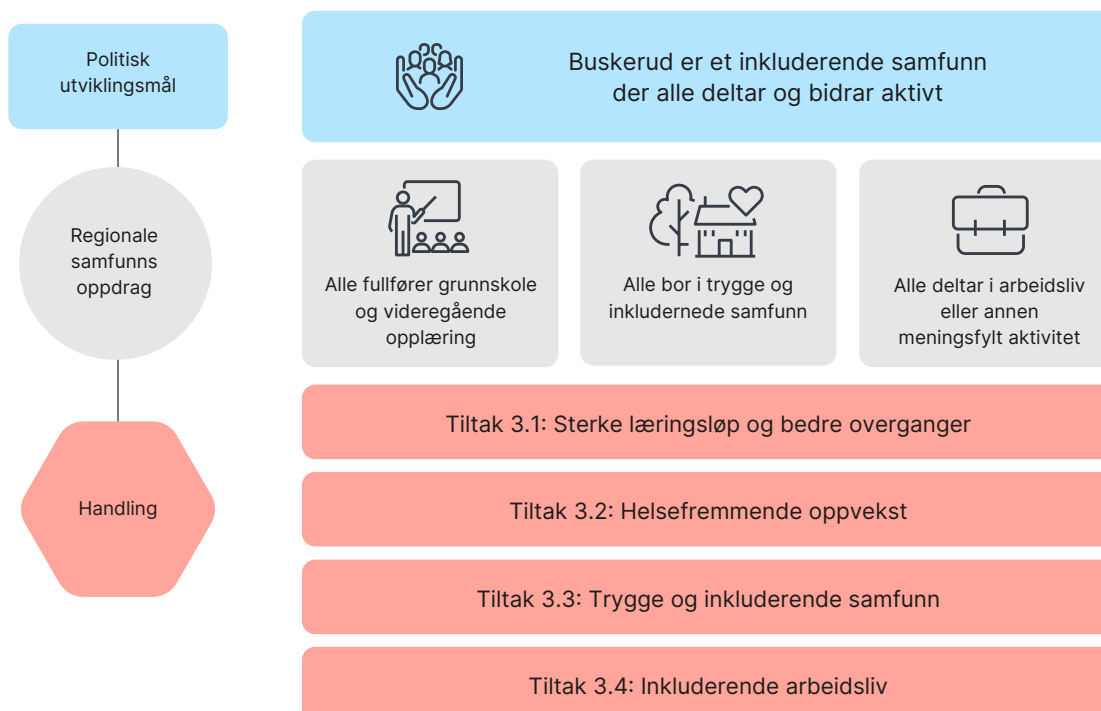 Politisk
utviklingsmål
Buskerud er et inkluderende samfunn
der alle deltar og bidrar aktivt
Regionale
samfunns
oppdrag
Alle fullfører grunnskole
og videregående
opplæring
Alle bor i trygge og
inkludernede samfunn
Alle deltar i arbeidsliv
eller annen
meningsfylt aktivitet
Handling
Tiltak 3.1: Sterke læringsløp og bedre overganger
Tiltak 3.2: Helsefremmende oppvekst
Tiltak 3.3: Trygge og inkluderende samfunn
Tiltak 3.4: Inkluderende arbeidsliv